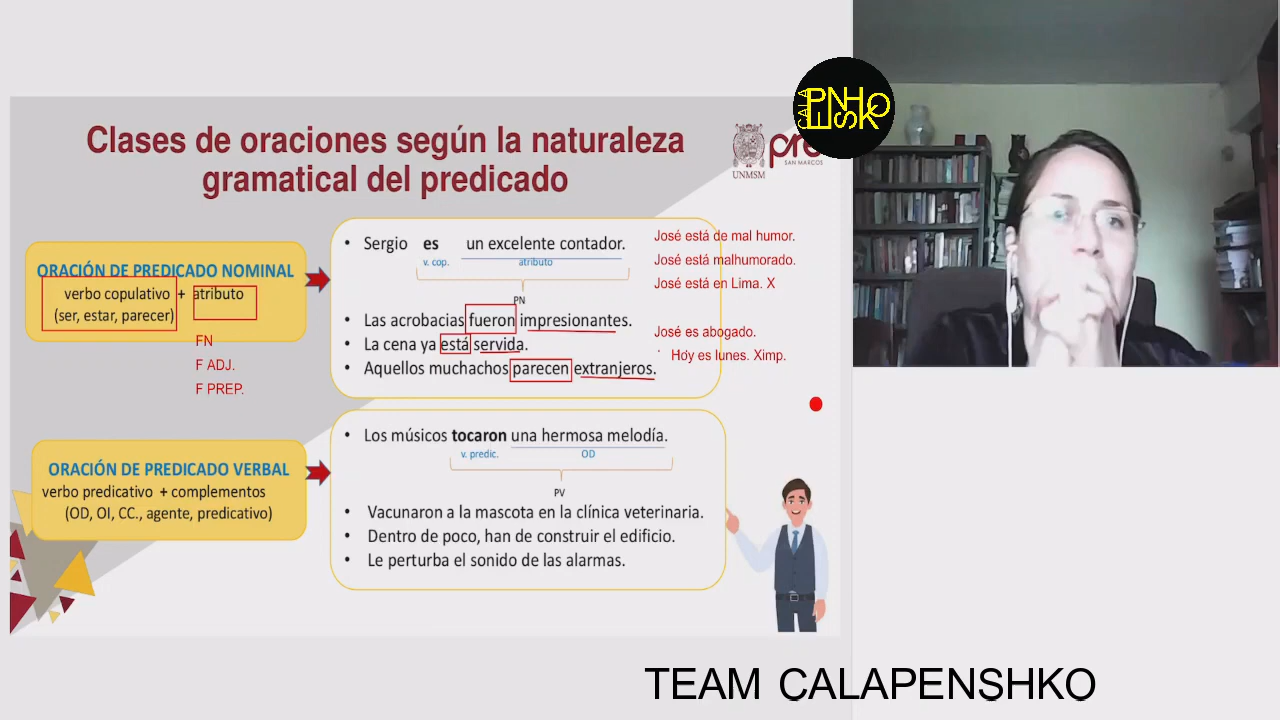 Clases de oraciones según la naturaleza
gramatical del predicado
UNMSM
SAN MARCOS
CALA
PENHSKO
ORACIÓN DE PREDICADO NOMINAL
verbo copulativo + atributo
(ser, estar, parecer)
FN
F ADJ.
F PREP.
• Sergio es un excelente contador.
v. cop. atributo
PN
• Las acrobacias fueron impresionantes.
• La cena ya está servida.
• Aquellos muchachos parecen extranjeros.
José está de mal humor.
José está malhumorado.
José está en Lima. X
José es abogado.
Hoy es lunes. Ximp.
ORACIÓN DE PREDICADO VERBAL
verbo predicativo + complementos
(OD, OI, CC., agente, predicativo)
• Los músicos tocaron una hermosa melodía.
v. predic. OD
PV
• Vacunaron a la mascota en la clínica veterinaria.
• Dentro de poco, han de construir el edificio.
• Le perturba el sonido de las alarmas.
TEAM CALAPENSHKO